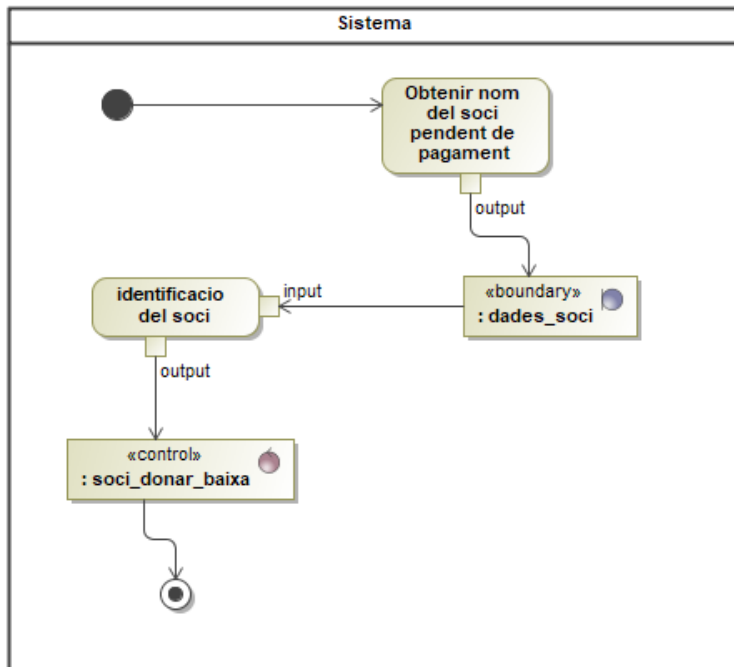 Sistema
Obtenir nom
del soci
pendent de
pagament
output
«boundary»
: dades_soci
input
identificacio
del soci
output
«control»
: soci_donar_baixa